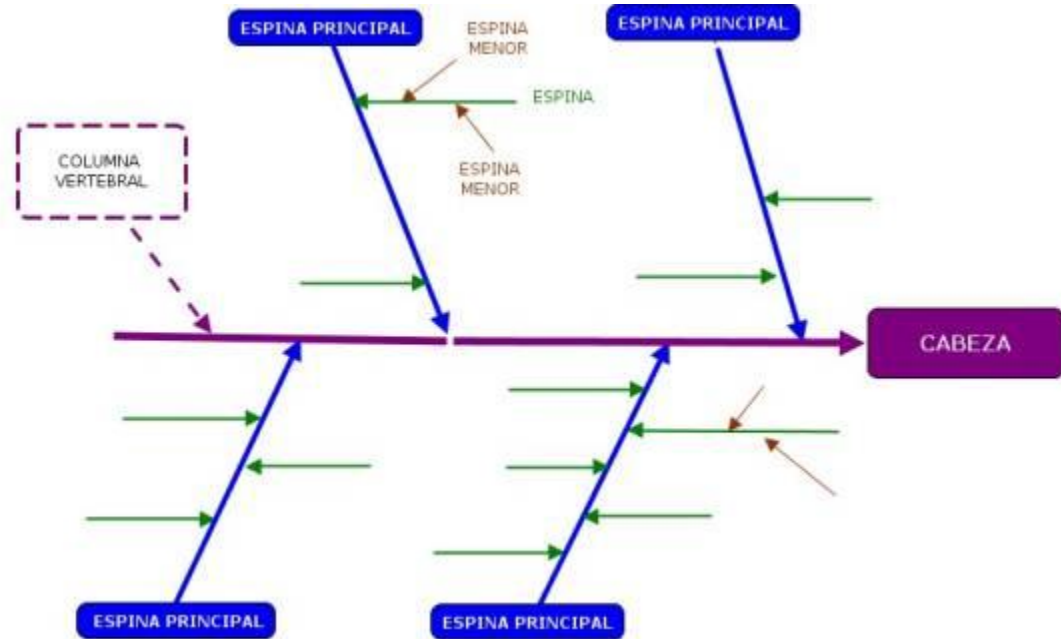 ESPINA PRINCIPAL
ESPINA PRINCIPAL
ESPINA
MENOR
ESPINA
COLUMNA
VERTEBRAL
ESPINA
MENOR
CABEZA
ESPINA PRINCIPAL
ESPINA PRINCIPAL